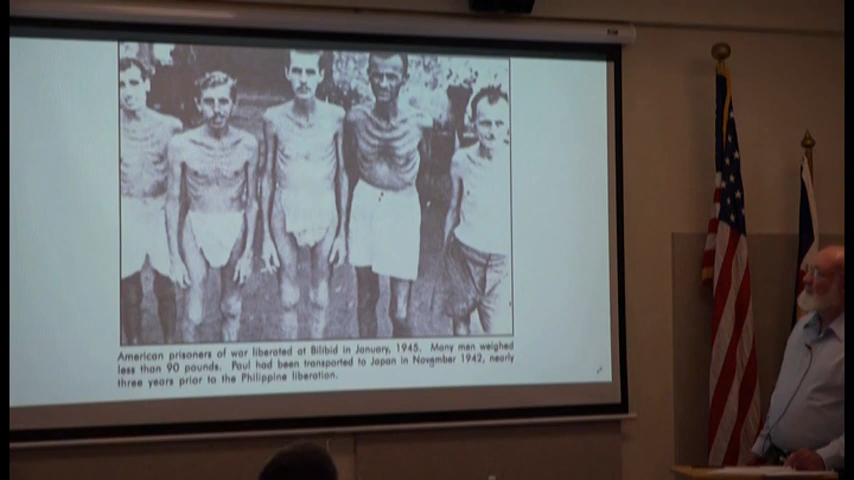 American prisoners of war liberated at Bilibid in January, 1945. Many men weighed
less than 90 pounds. Paul had been transported to Japan in November 1942, nearly
three years prior to the Philippine liberation.